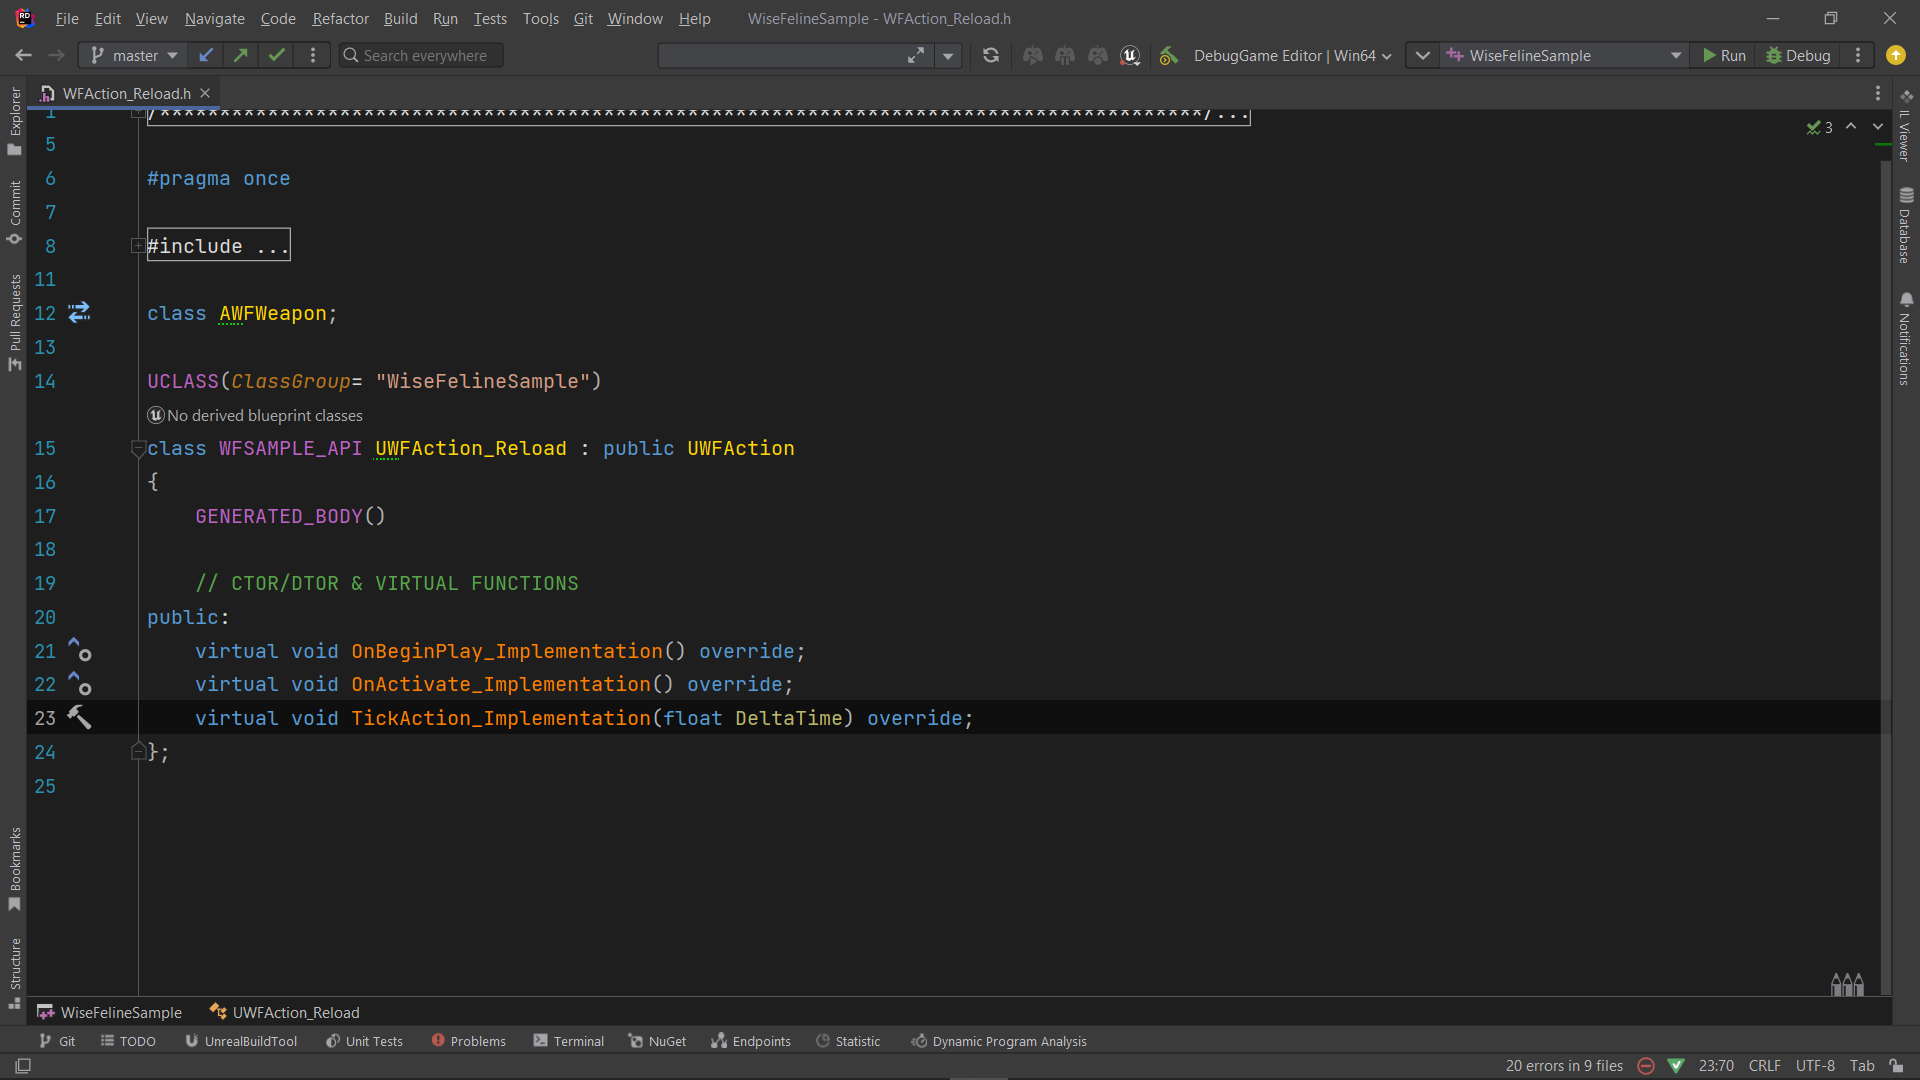 File Edit View Navigate Code Refactor Build Run Tests Tools Git Window Help WiseFelineSample - WFAction_Reload.h
master Search everywhere DebugGame Editor | Win64 WiseFelineSample Run Debug
WFAction_Reload.h
Explorer
Commit
Pull Requests
Bookmarks
Structure
IL Viewer
Database
Notifications
3
1 /*****************************************************************************************/...
5
6 #pragma once
7
8 #include ...
11
12 class AWFWeapon;
13
14 UCLASS(ClassGroup= "WiseFelineSample")
No derived blueprint classes
15 class WFSAMPLE_API UWFAction_Reload : public UWFAction
16 {
17 GENERATED_BODY()
18
19 // CTOR/DTOR & VIRTUAL FUNCTIONS
20 public:
21 virtual void OnBeginPlay_Implementation() override;
22 virtual void OnActivate_Implementation() override;
23 virtual void TickAction_Implementation(float DeltaTime) override;
24 };
25
WiseFelineSample UWFAction_Reload
Git TODO UnrealBuildTool Unit Tests Problems Terminal NuGet Endpoints Statistic Dynamic Program Analysis
20 errors in 9 files 23:70 CRLF UTF-8 Tab